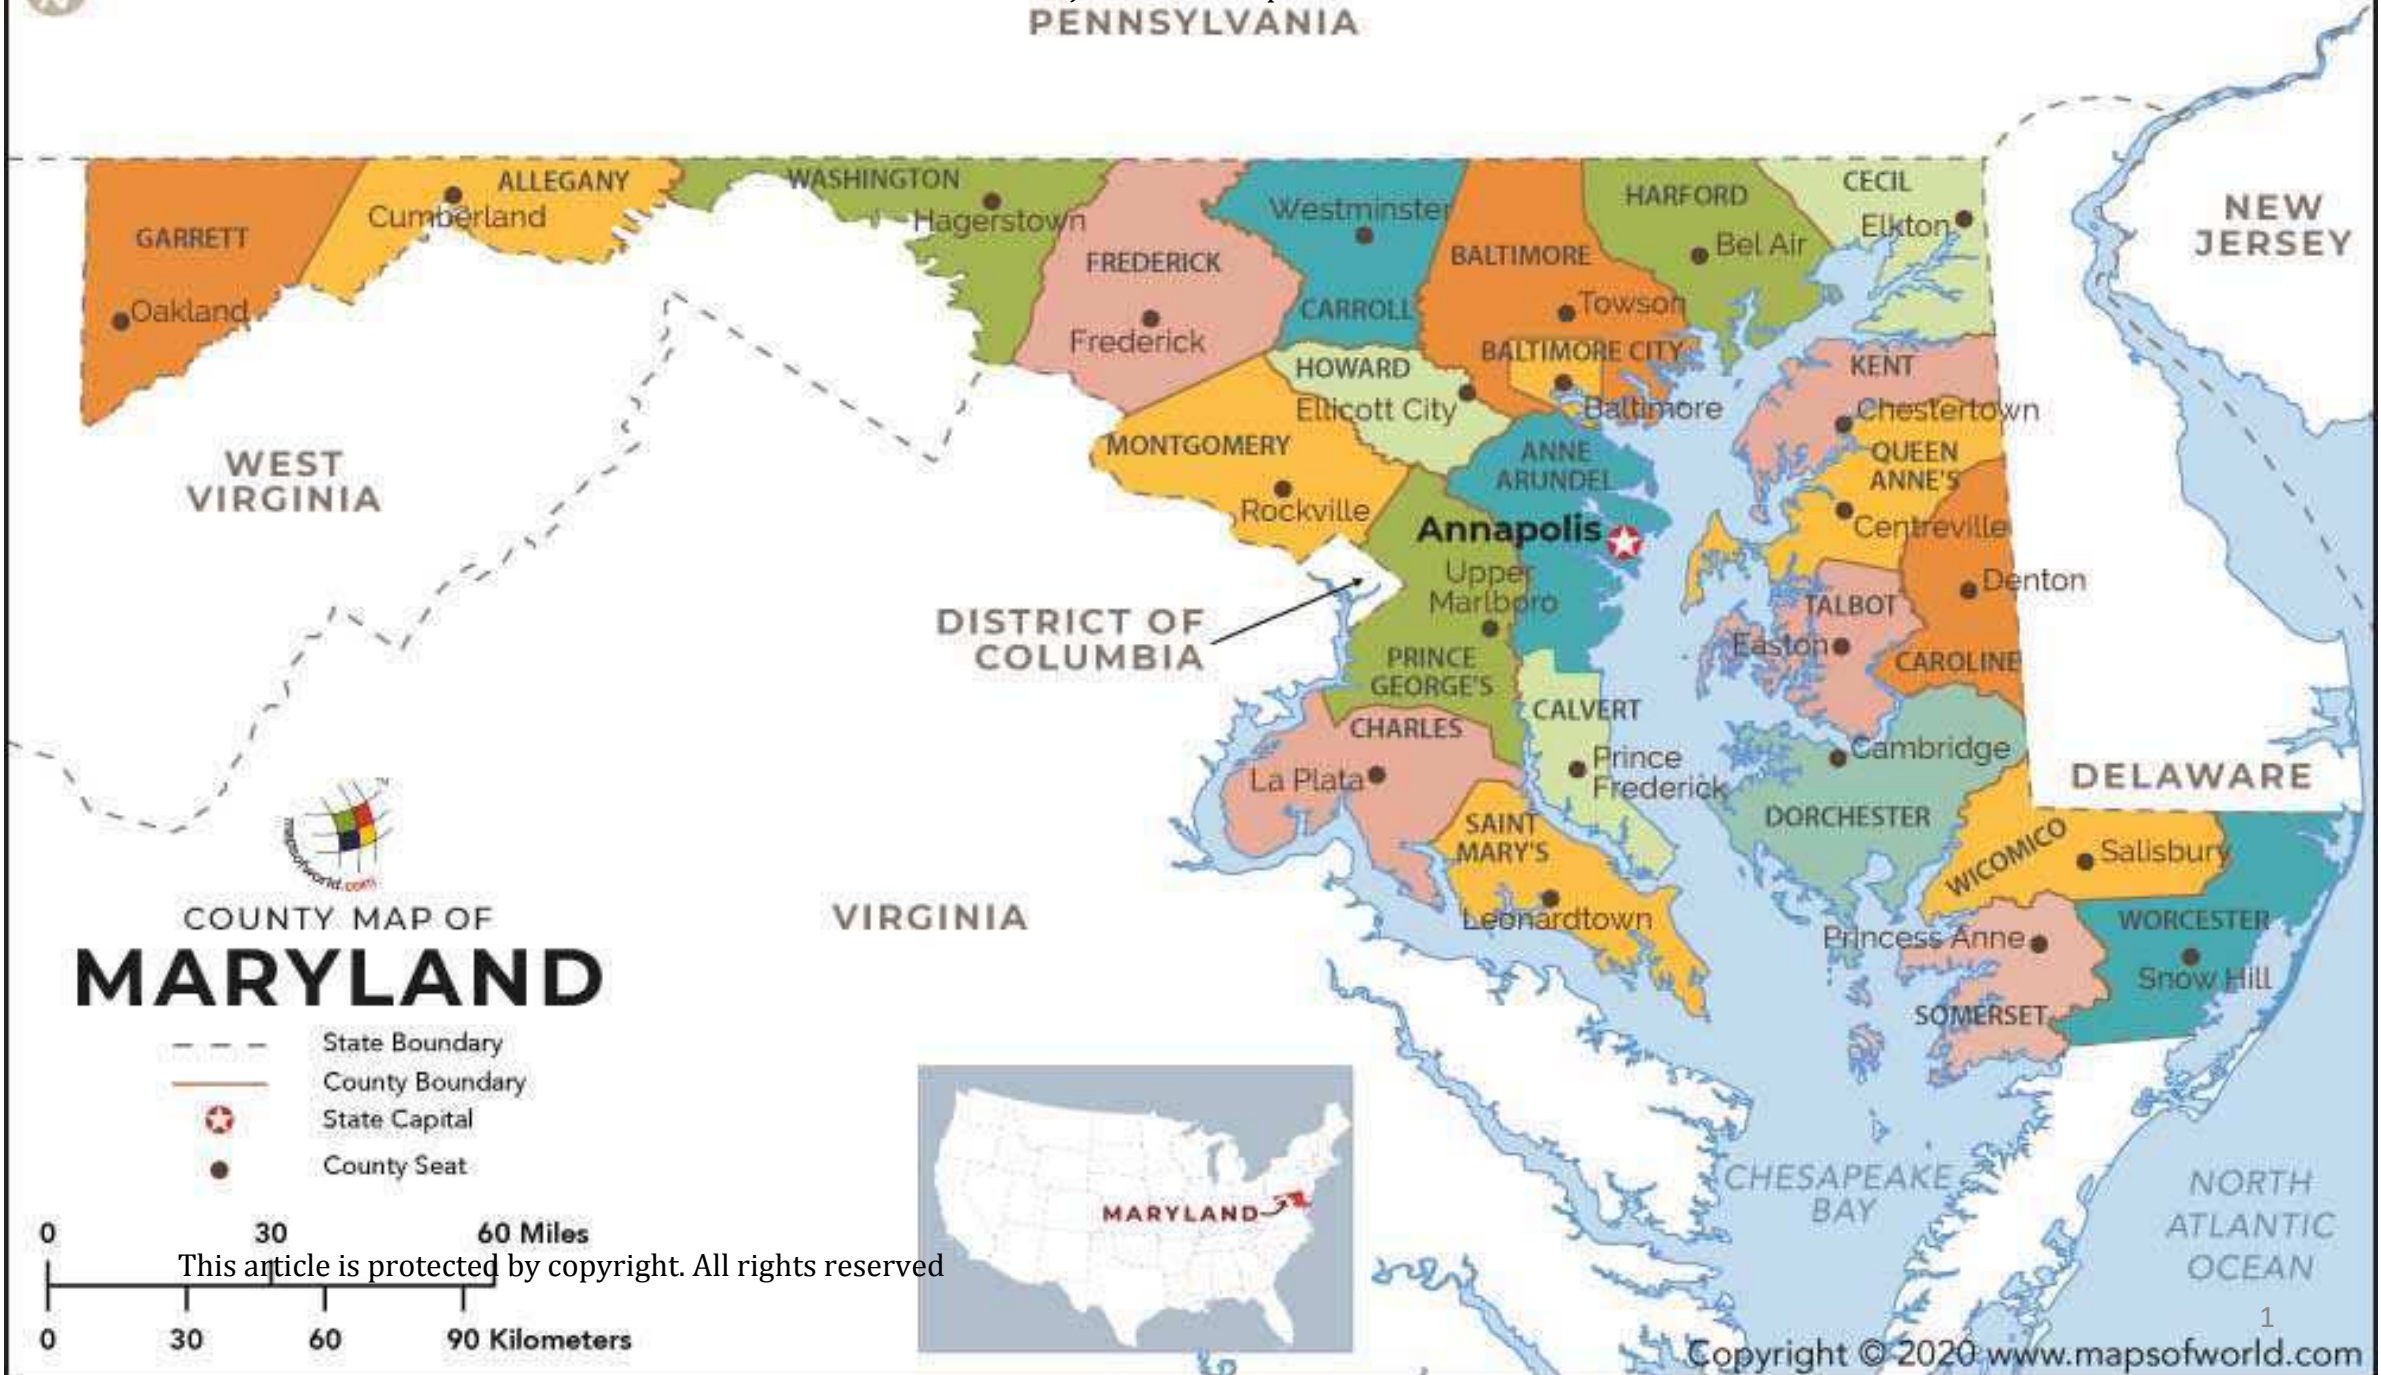 PENNSYLVANIA
GARRETT
Oakland
ALLEGANY
Cumberland
WASHINGTON
Hagerstown
FREDERICK
Frederick
Westminster
CARROLL
BALTIMORE
Towson
HARFORD
Bel Air
CECIL
Elkton
NEW
JERSEY
BALTIMORE CITY
Baltimore
HOWARD
Ellicott City
KENT
Chestertown
MONTGOMERY
Rockville
ANNE
ARUNDEL
Annapolis
QUEEN
ANNE'S
Centreville
WEST
VIRGINIA
DISTRICT OF
COLUMBIA
Upper
Marlboro
PRINCE
GEORGE'S
TALBOT
Easton
Denton
CAROLINE
CHARLES
La Plata
CALVERT
Prince
Frederick
Cambridge
DORCHESTER
DELAWARE
SAINT
MARY'S
Leonardtown
WICOMICO
Salisbury
WORCESTER
Snow Hill
Princess Anne
SOMERSET
VIRGINIA
mapsofworld.com
COUNTY MAP OF
MARYLAND
State Boundary
County Boundary
State Capital
County Seat
0 30 60 Miles
This article is protected by copyright. All rights reserved
0 30 60 90 Kilometers
MARYLAND
CHESAPEAKE
BAY
NORTH
ATLANTIC
OCEAN
1
Copyright © 2020 www.mapsofworld.com